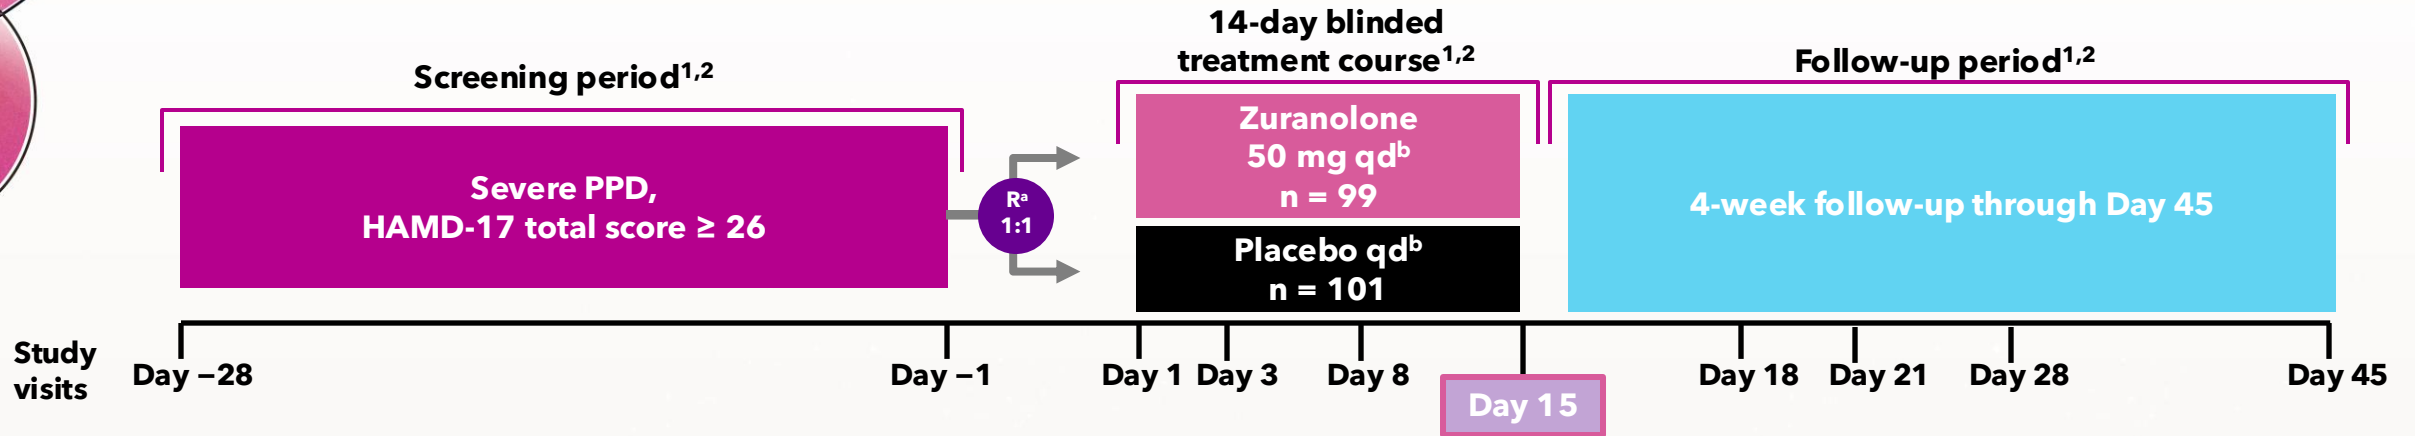 Screening period¹,²
Severe PPD,
HAMD-17 total score ≥ 26
Rᵃ
1:1
14-day blinded
treatment course¹,²
Zuranolone
50 mg qdᵇ
n = 99
Placebo qdᵇ
n = 101
Follow-up period¹,²
4-week follow-up through Day 45
Study
visits
Day −28
Day −1
Day 1
Day 3
Day 8
Day 15
Day 18
Day 21
Day 28
Day 45